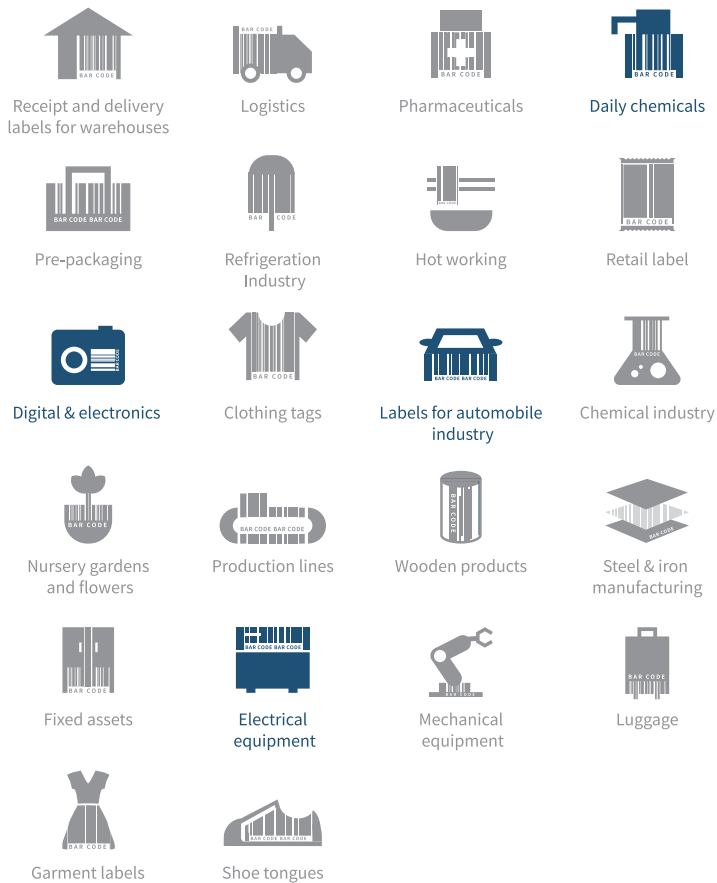 BAR CODE
BAR CODE
BAR CODE
BAR CODE
Receipt and delivery
labels for warehouses
Logistics
Pharmaceuticals
Daily chemicals
BAR CODE BAR CODE
BAR CODE
BAR CODE
BAR CODE
Pre-packaging
Refrigeration
Industry
Hot working
Retail label
BAR CODE
BAR CODE
BAR CODE BAR CODE
BAR CODE
Digital & electronics
Clothing tags
Labels for automobile
industry
Chemical industry
BAR CODE
BAR CODE BAR CODE
BAR CODE
BAR CODE
Nursery gardens
and flowers
Production lines
Wooden products
Steel & iron
manufacturing
BAR CODE
BAR CODE BAR CODE
BAR CODE
BAR CODE
Fixed assets
Electrical
equipment
Mechanical
equipment
Luggage
BAR CODE
BAR CODE BAR CODE
Garment labels
Shoe tongues